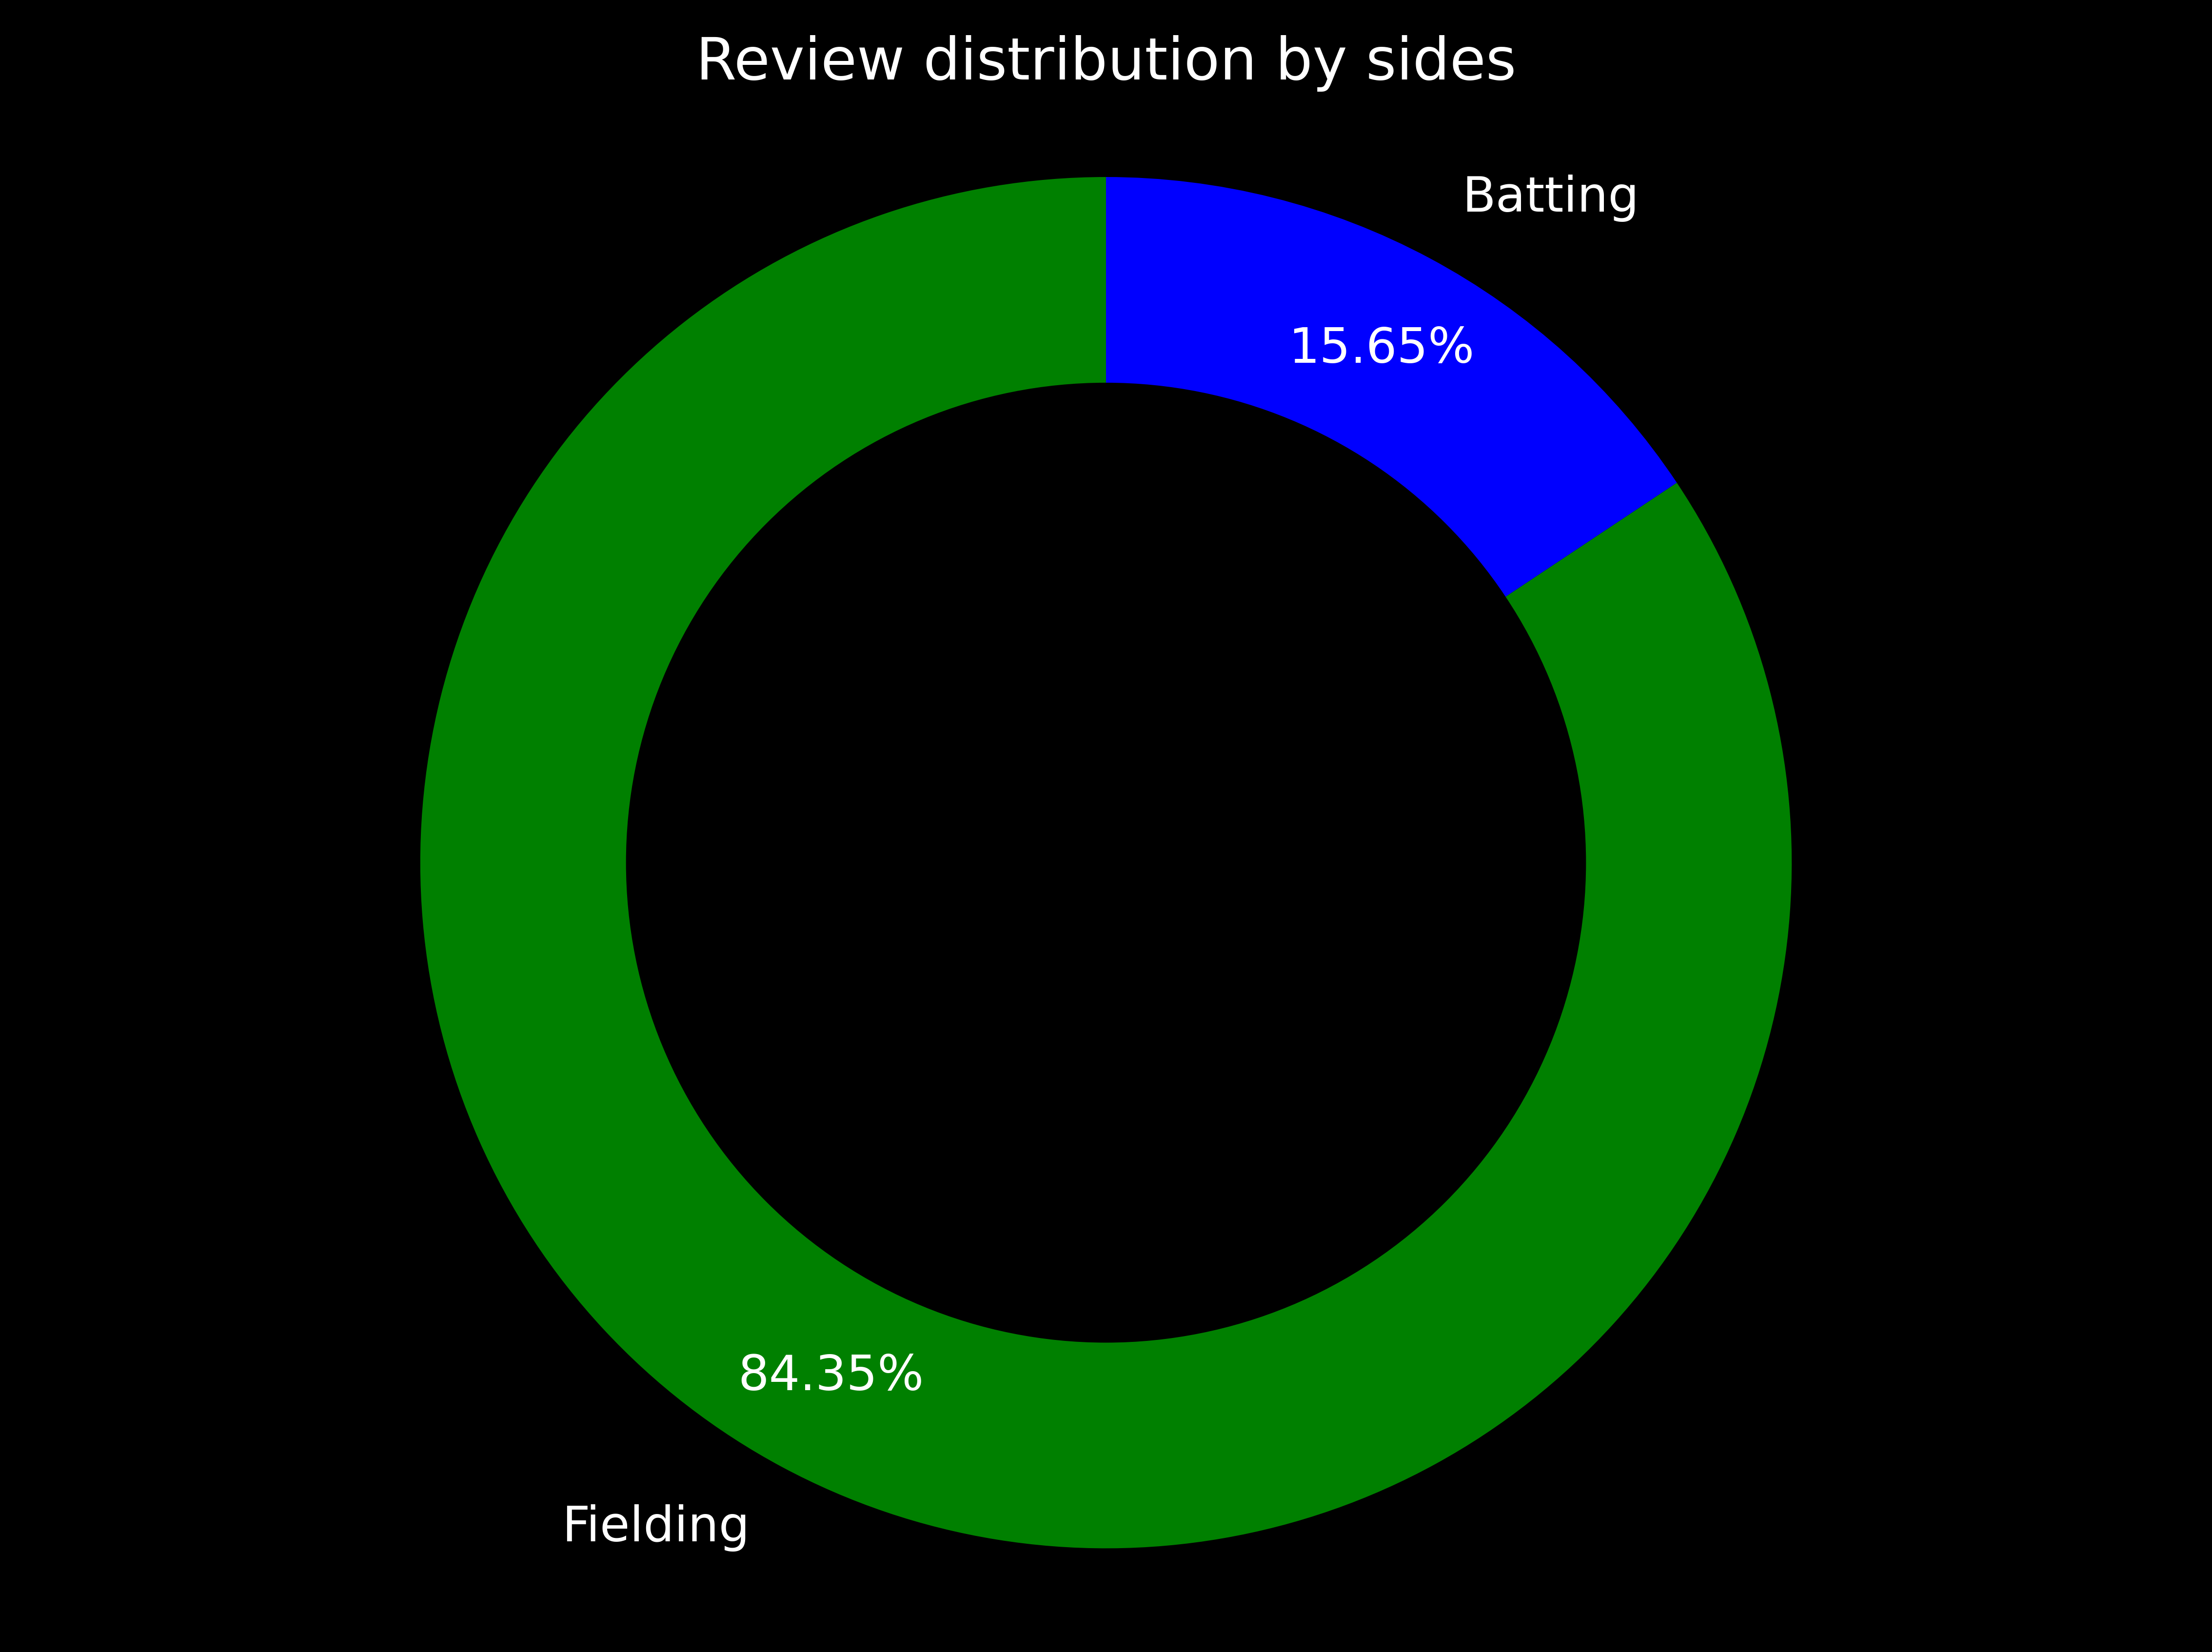 Review distribution by sides
Batting
15.65%
84.35%
Fielding